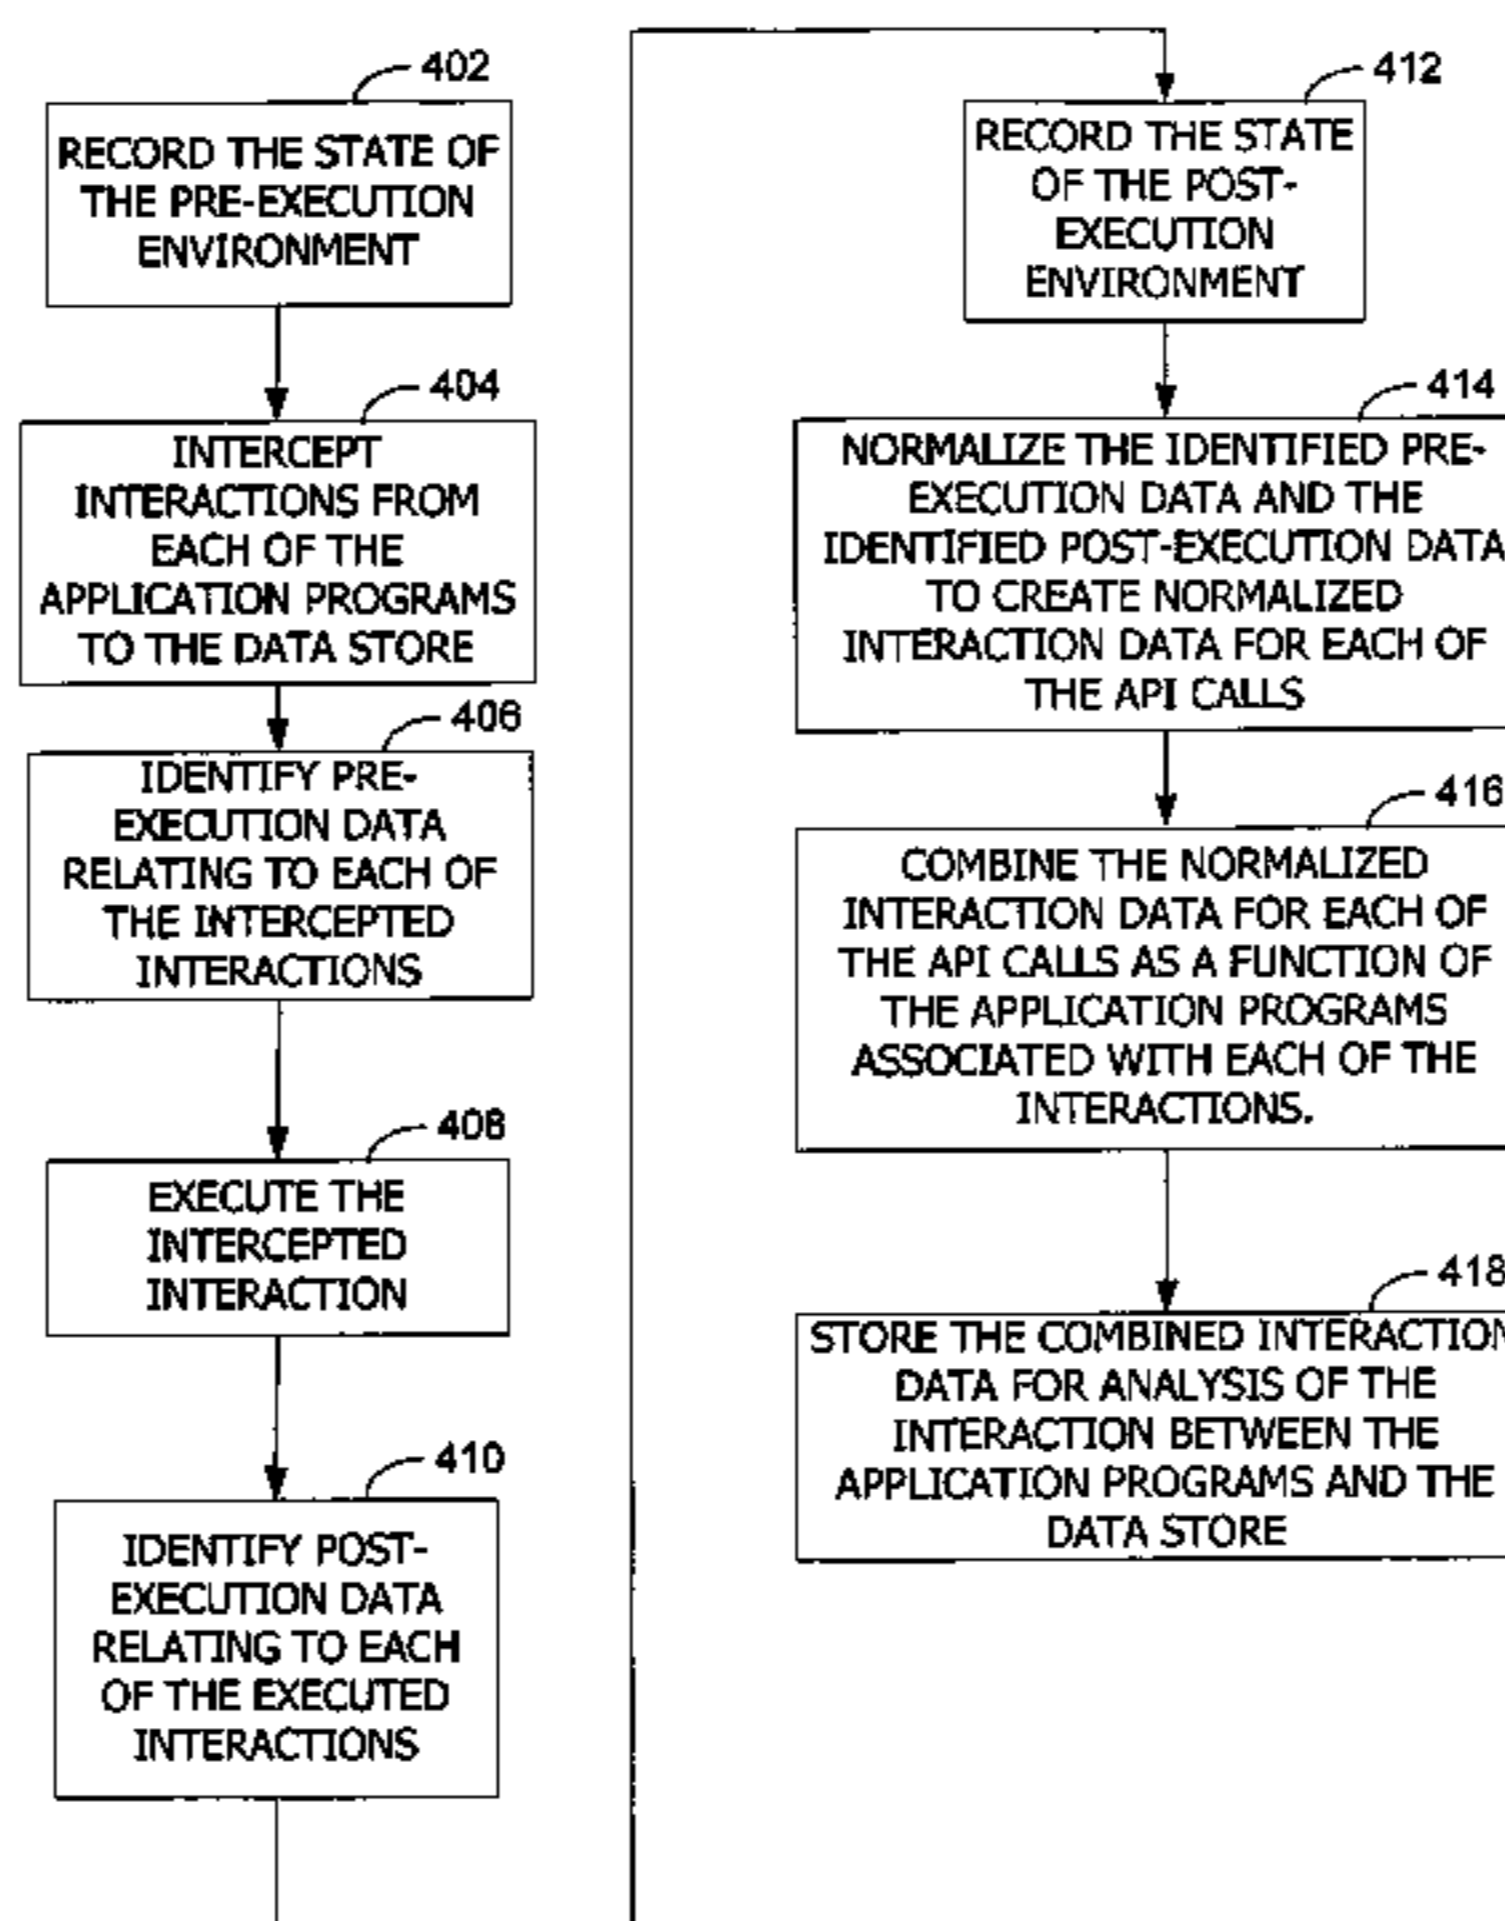 402
RECORD THE STATE OF
THE PRE-EXECUTION
ENVIRONMENT
404
INTERCEPT
INTERACTIONS FROM
EACH OF THE
APPLICATION PROGRAMS
TO THE DATA STORE
406
IDENTIFY PRE-
EXECUTION DATA
RELATING TO EACH OF
THE INTERCEPTED
INTERACTIONS
408
EXECUTE THE
INTERCEPTED
INTERACTION
410
IDENTIFY POST-
EXECUTION DATA
RELATING TO EACH
OF THE EXECUTED
INTERACTIONS
412
RECORD THE STATE
OF THE POST-
EXECUTION
ENVIRONMENT
414
NORMALIZE THE IDENTIFIED PRE-
EXECUTION DATA AND THE
IDENTIFIED POST-EXECUTION DATA
TO CREATE NORMALIZED
INTERACTION DATA FOR EACH OF
THE API CALLS
416
COMBINE THE NORMALIZED
INTERACTION DATA FOR EACH OF
THE API CALLS AS A FUNCTION OF
THE APPLICATION PROGRAMS
ASSOCIATED WITH EACH OF THE
INTERACTIONS.
418
STORE THE COMBINED INTERACTION
DATA FOR ANALYSIS OF THE
INTERACTION BETWEEN THE
APPLICATION PROGRAMS AND THE
DATA STORE